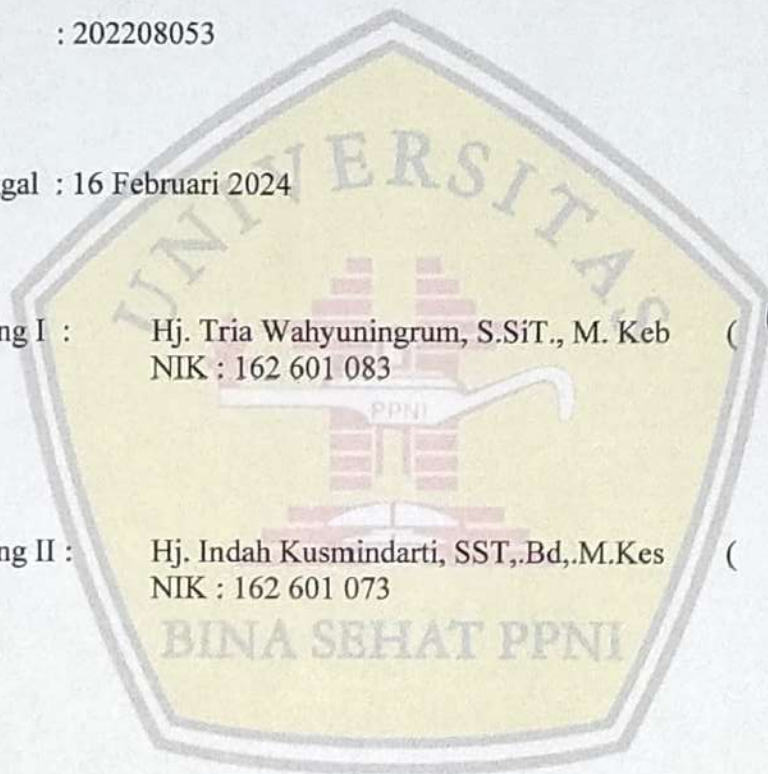 : 202208053
gal : 16 Februari 2024
UNIVERSITAS
ng I : Hj. Tria Wahyuningrum, S.SiT., M. Keb (
NIK : 162 601 083
PPNI
ng II : Hj. Indah Kusmindarti, SST,.Bd,.M.Kes (
NIK : 162 601 073
BINA SEHAT PPNI